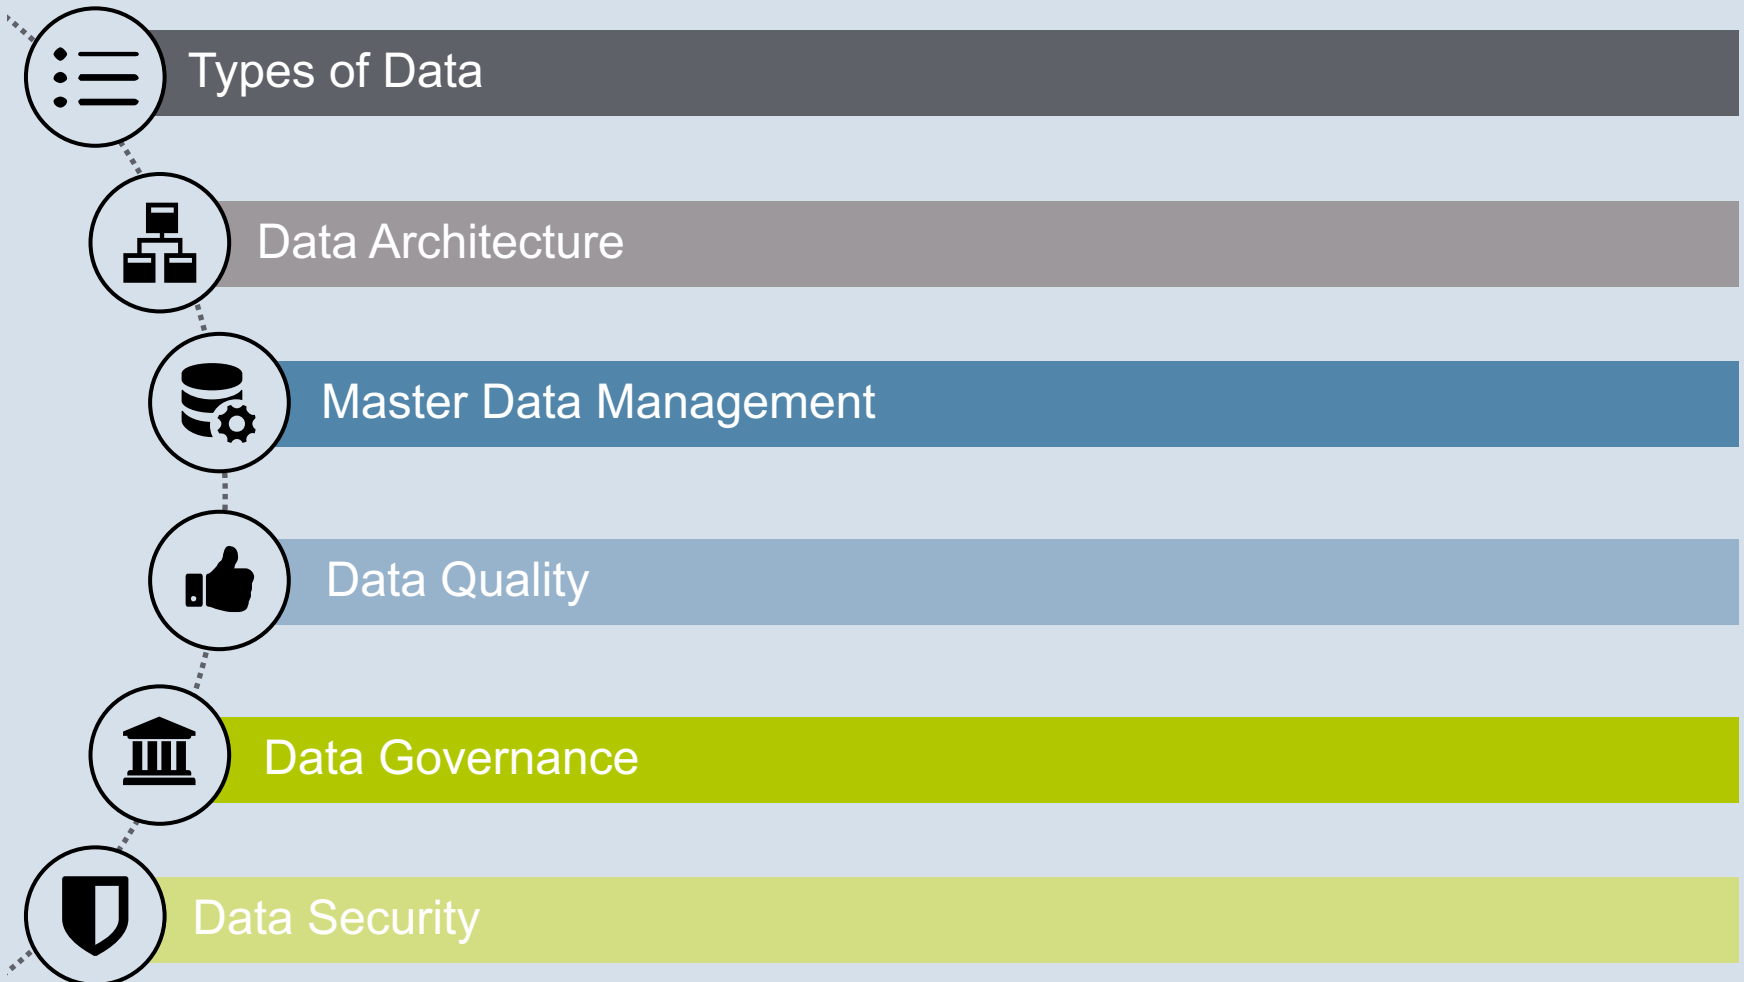 Types of Data
Data Architecture
Master Data Management
Data Quality
Data Governance
Data Security